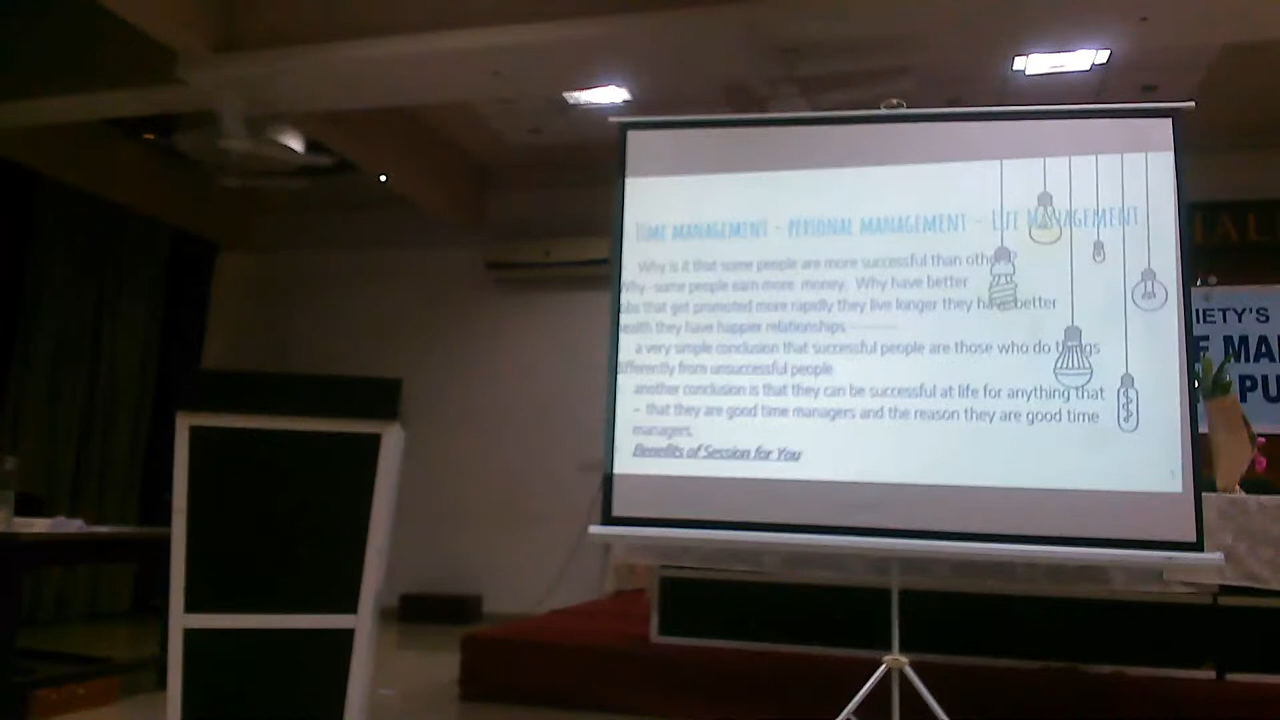 TIME MANAGEMENT - PERSONAL MANAGEMENT - LIFE MANAGEMENT
Why is it that some people are more successful than others?
Why -some people earn more money. Why have better
jobs that get promoted more rapidly they live longer they have better
health they have happier relationships
a very simple conclusion that successful people are those who do things
differently from unsuccessful people
another conclusion is that they can be successful at life for anything that
– that they are good time managers and the reason they are good time
managers.
Benefits of Session for You
IETY'S
MA
PU